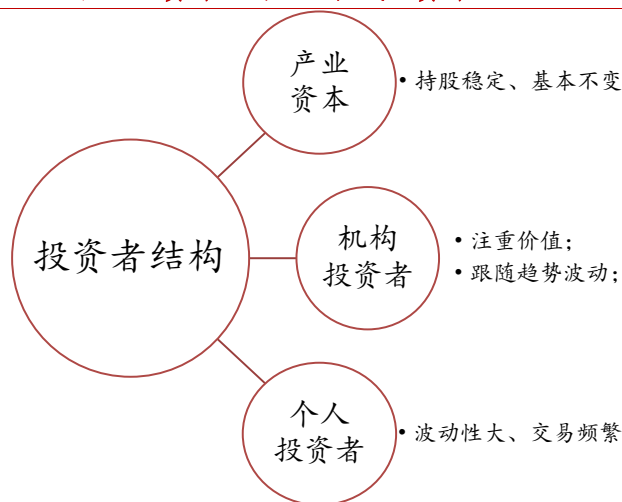 产业
资本
• 持股稳定、基本不变
投资者结构
机构
投资者
• 注重价值；
• 跟随趋势波动；
个人
投资者
• 波动性大、交易频繁